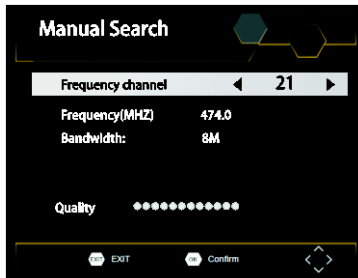 Manual Search
Frequency channel 21
Frequency(MHZ) 474.0
Bandwidth: 8M
Quality
EXIT EXIT OK Confirm